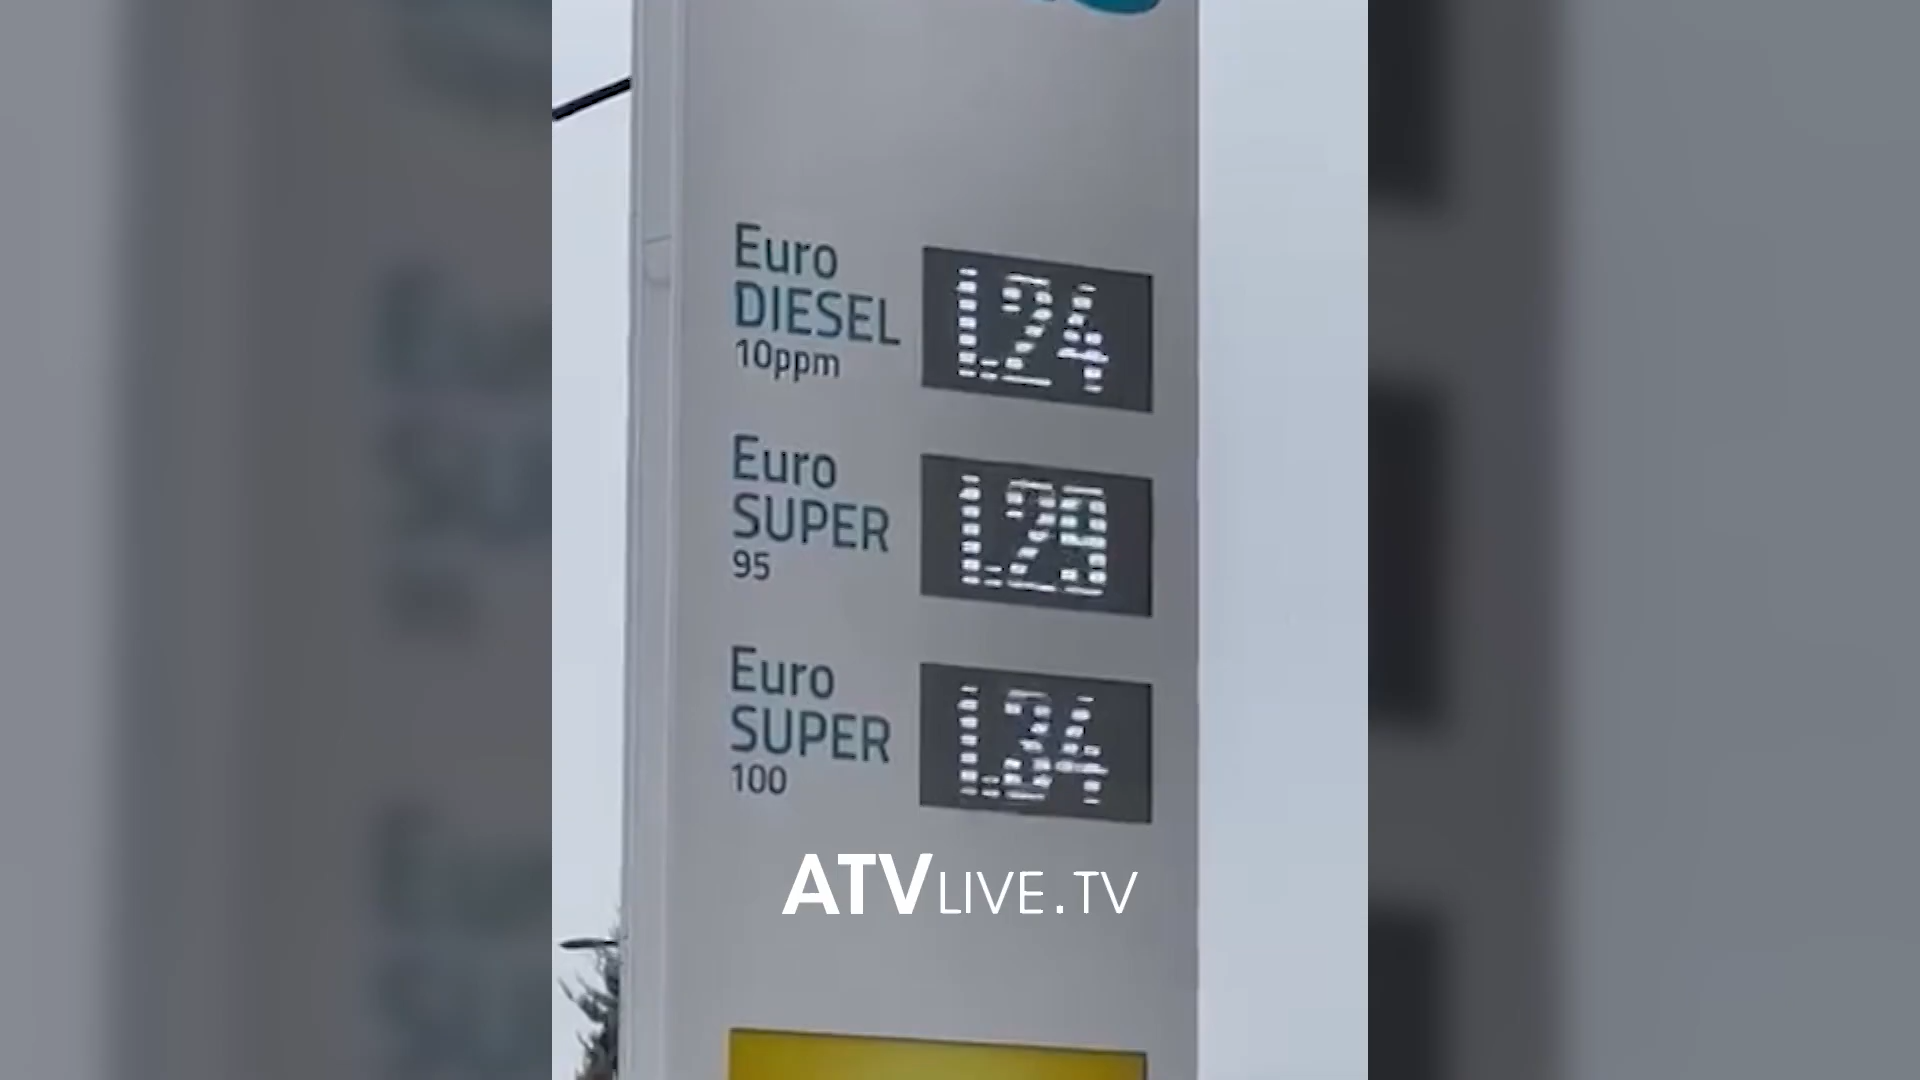 Euro
DIESEL
10ppm
1.24
Euro
SUPER
95
1.29
Euro
SUPER
100
1.34
ATVLIVE.TV